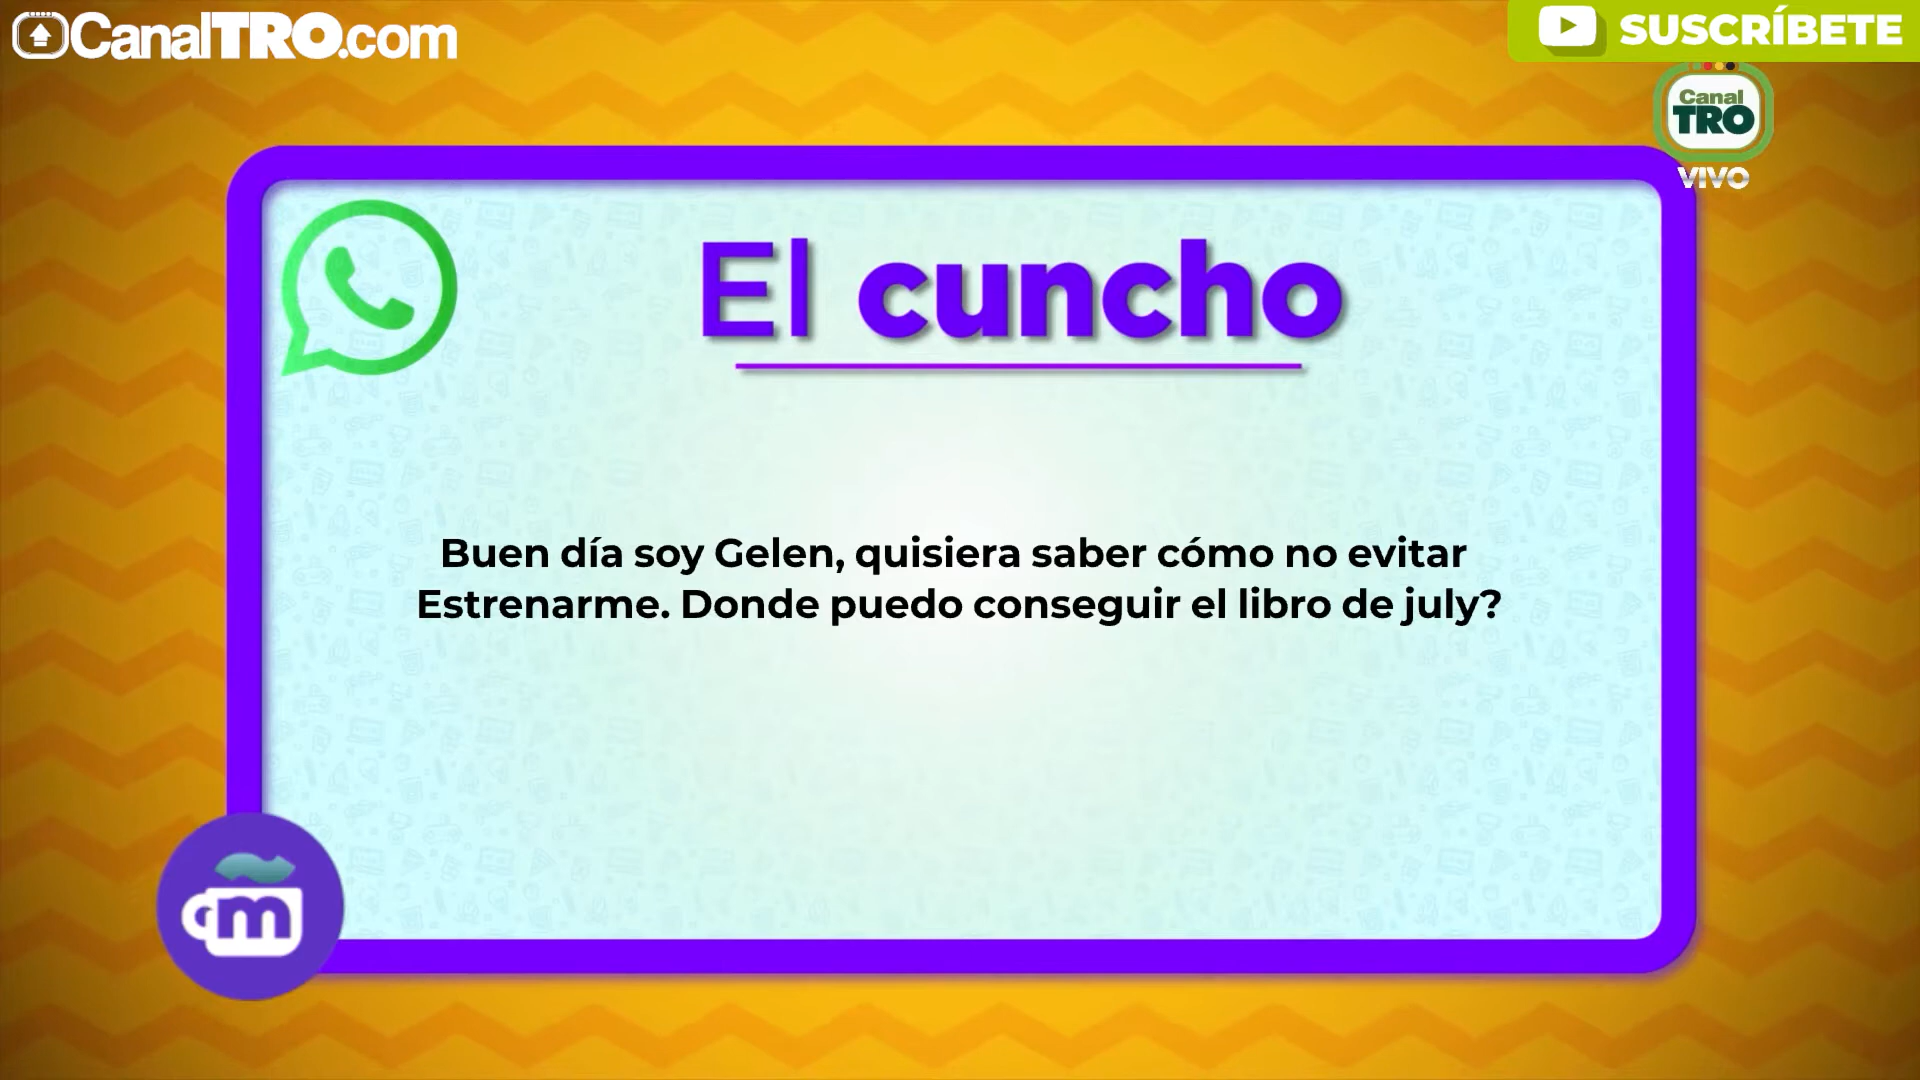 CanalTRO.com
SUSCRÍBETE
Canal
TRO
VIVO
El cuncho
Buen día soy Gelen, quisiera saber cómo no evitar
Estrenarme. Donde puedo conseguir el libro de july?
m